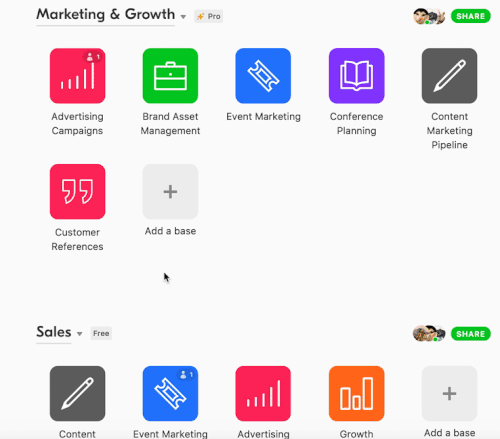 Marketing & Growth Pro SHARE
1
Advertising Campaigns
Brand Asset Management
Event Marketing
Conference Planning
Content Marketing Pipeline
Customer References
Add a base
Sales Free SHARE
1
Content
Event Marketing
Advertising
Growth
Add a base